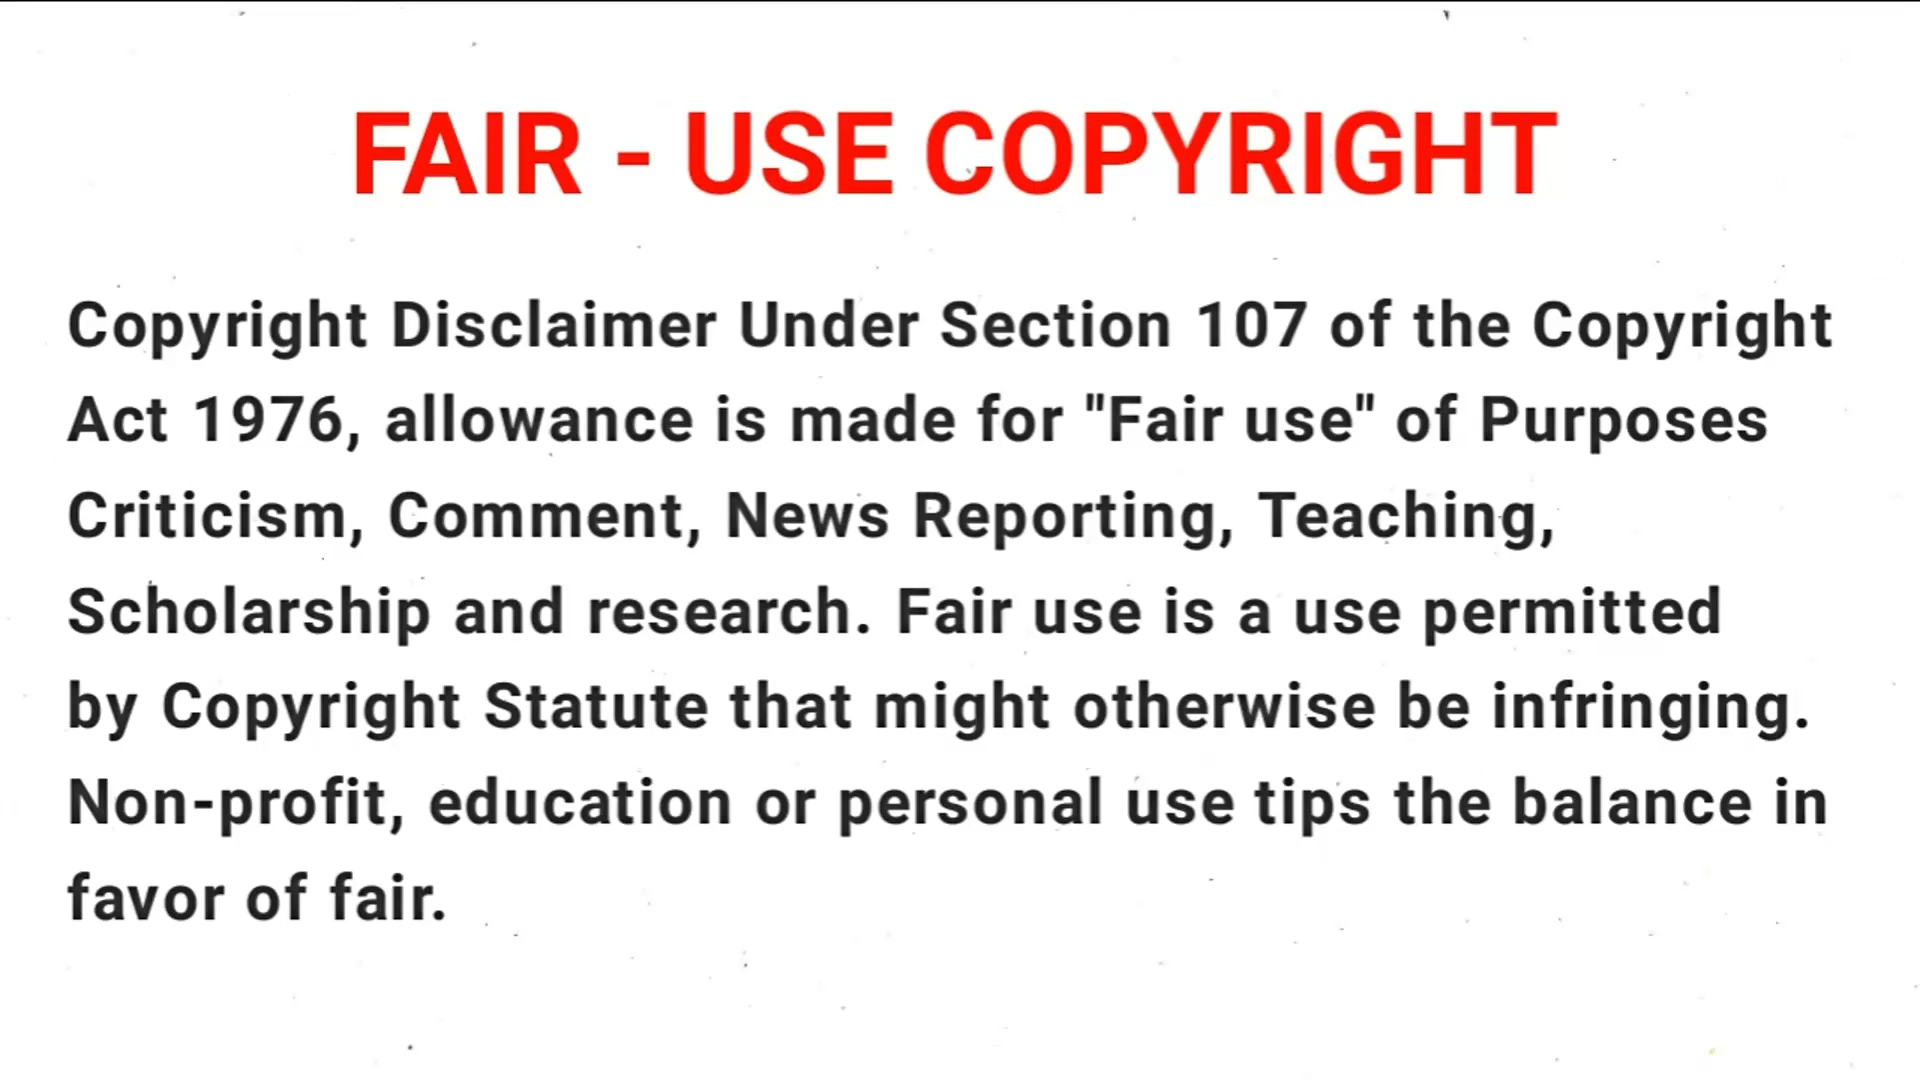 FAIR - USE COPYRIGHT
Copyright Disclaimer Under Section 107 of the Copyright
Act 1976, allowance is made for "Fair use" of Purposes
Criticism, Comment, News Reporting, Teaching,
Scholarship and research. Fair use is a use permitted
by Copyright Statute that might otherwise be infringing.
Non-profit, education or personal use tips the balance in
favor of fair.